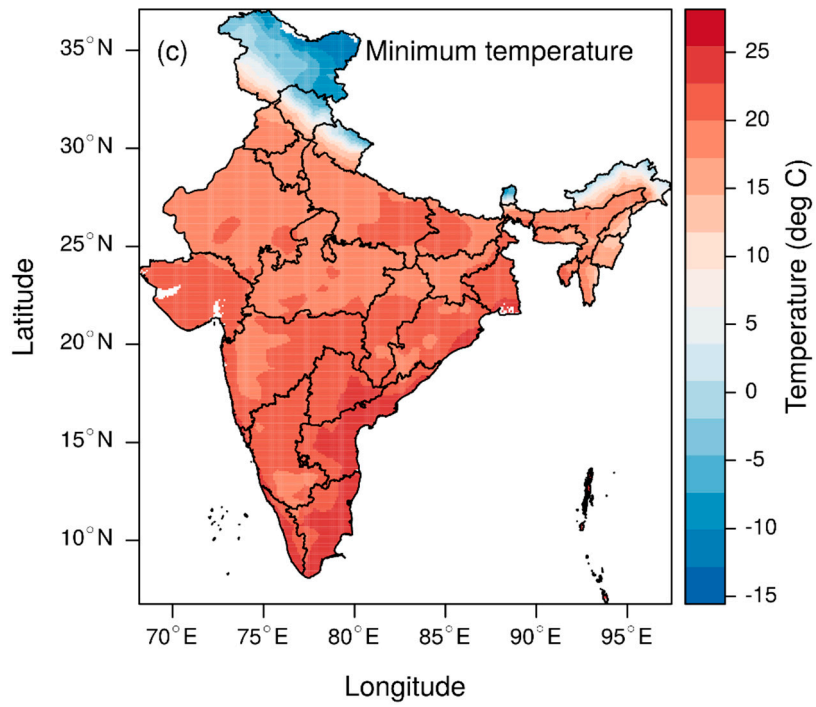 (c) Minimum temperature
35°N
30°N
25°N
20°N
15°N
10°N
Latitude
70°E 75°E 80°E 85°E 90°E 95°E
Longitude
25
20
15
10
5
0
-5
-10
-15
Temperature (deg C)